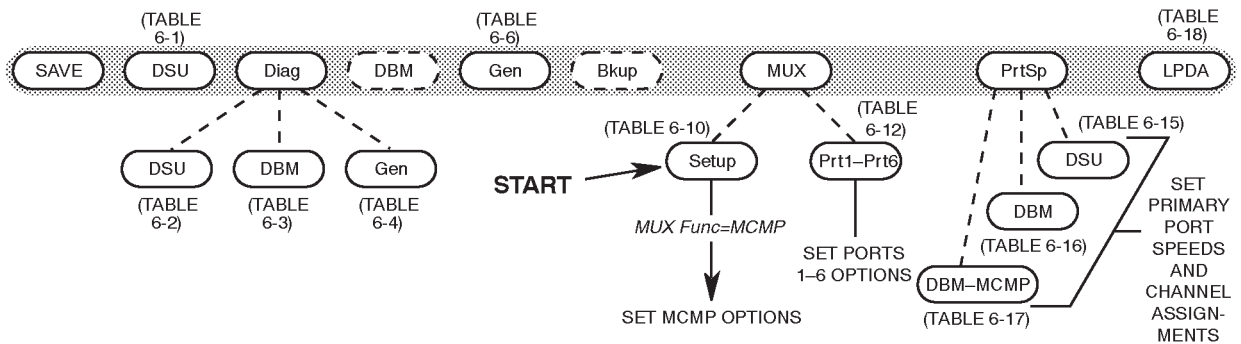 (TABLE
6-1)
(TABLE
6-6)
(TABLE
6-18)
SAVE
DSU
Diag
DBM
Gen
Bkup
MUX
PrtSp
LPDA
(TABLE 6-10)
(TABLE
6-12)
(TABLE 6-15)
DSU
DBM
Gen
START
Setup
Prt1–Prt6
DSU
(TABLE
6-2)
(TABLE
6-3)
(TABLE
6-4)
MUX Func=MCMP
SET PORTS
1–6 OPTIONS
DBM
(TABLE 6-16)
DBM–MCMP
(TABLE 6-17)
SET MCMP OPTIONS
SET
PRIMARY
PORT
SPEEDS
AND
CHANNEL
ASSIGN-
MENTS